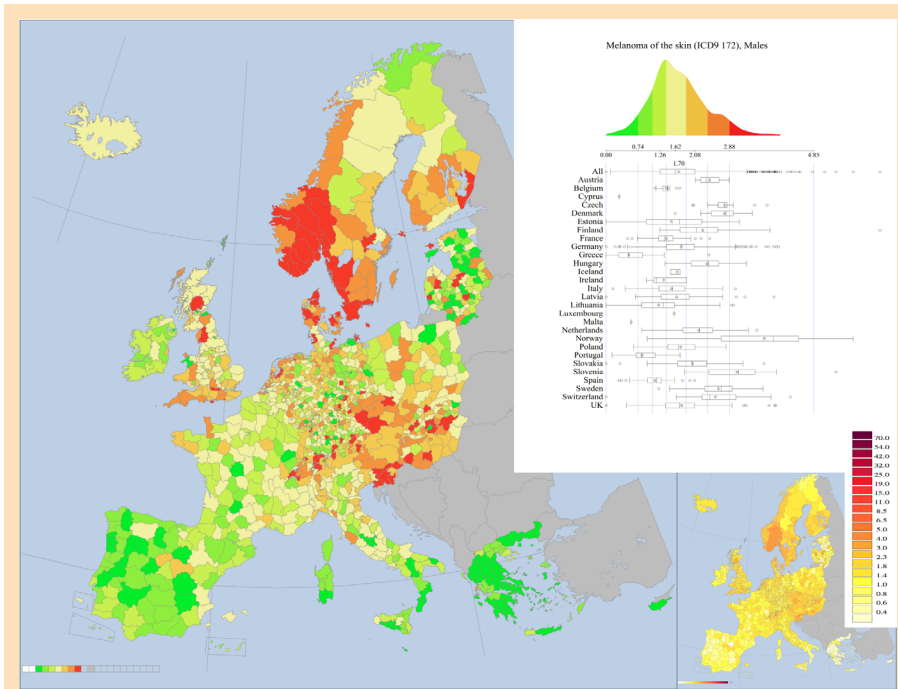 Melanoma of the skin (ICD9 172), Males
0.74 1.62 2.88
0.00 1.26 2.08 4.85
1.70
All
Austria
Belgium
Cyprus
Czech
Denmark
Estonia
Finland
France
Germany
Greece
Hungary
Iceland
Ireland
Italy
Latvia
Lithuania
Luxembourg
Malta
Netherlands
Norway
Poland
Portugal
Slovakia
Slovenia
Spain
Sweden
Switzerland
UK
70.0
54.0
42.0
32.0
25.0
19.0
15.0
11.0
8.5
6.5
5.0
4.0
3.0
2.3
1.8
1.4
1.0
0.8
0.6
0.4